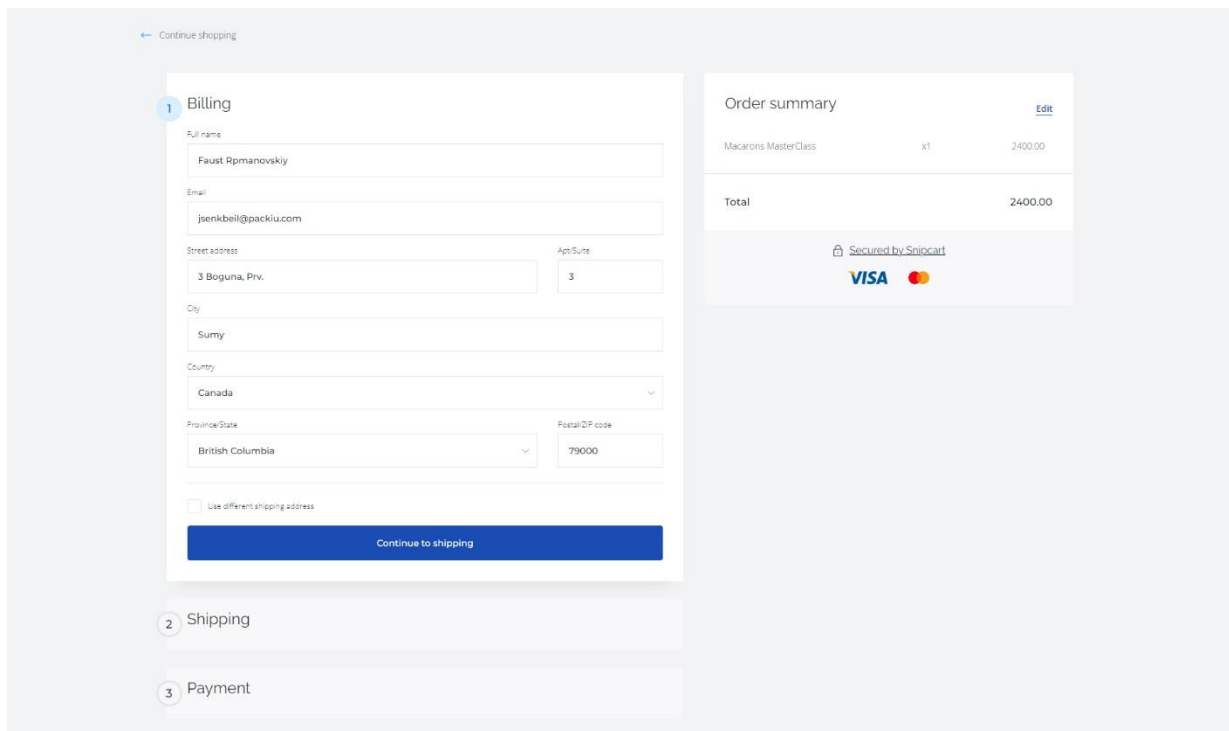 ← Continue shopping
1 Billing
Full name
Faust Rpmanovskiy
Email
jsenkbeil@packiu.com
Street address Apt/Suite
3 Boguna, Prv. 3
City
Sumy
Country
Canada
Province/State Postal/ZIP code
British Columbia 79000
Use different shipping address
Continue to shipping
2 Shipping
3 Payment
Order summary Edit
Macarons MasterClass x1 2400.00
Total 2400.00
Secured by Snipcart
VISA